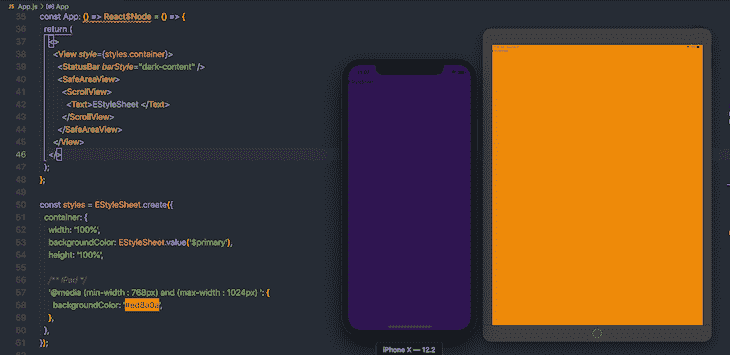 App.js > App
35 const App: () => React$Node = () => {
36 return (
37 <>
38 <View style={styles.container}>
39 <StatusBar barStyle="dark-content" />
40 <SafeAreaView>
41 <ScrollView>
42 <Text>EStyleSheet </Text>
43 </ScrollView>
44 </SafeAreaView>
45 </View>
46 </>
47 );
48 };
49
50 const styles = EStyleSheet.create({
51 container: {
52 width: '100%',
53 backgroundColor: EStyleSheet.value('$primary'),
54 height: '100%',
55
56 /** iPad */
57 '@media (min-width : 768px) and (max-width : 1024px) ': {
58 backgroundColor: '#ed8a0a',
59 },
60 },
61 });
iPhone X — 12.2